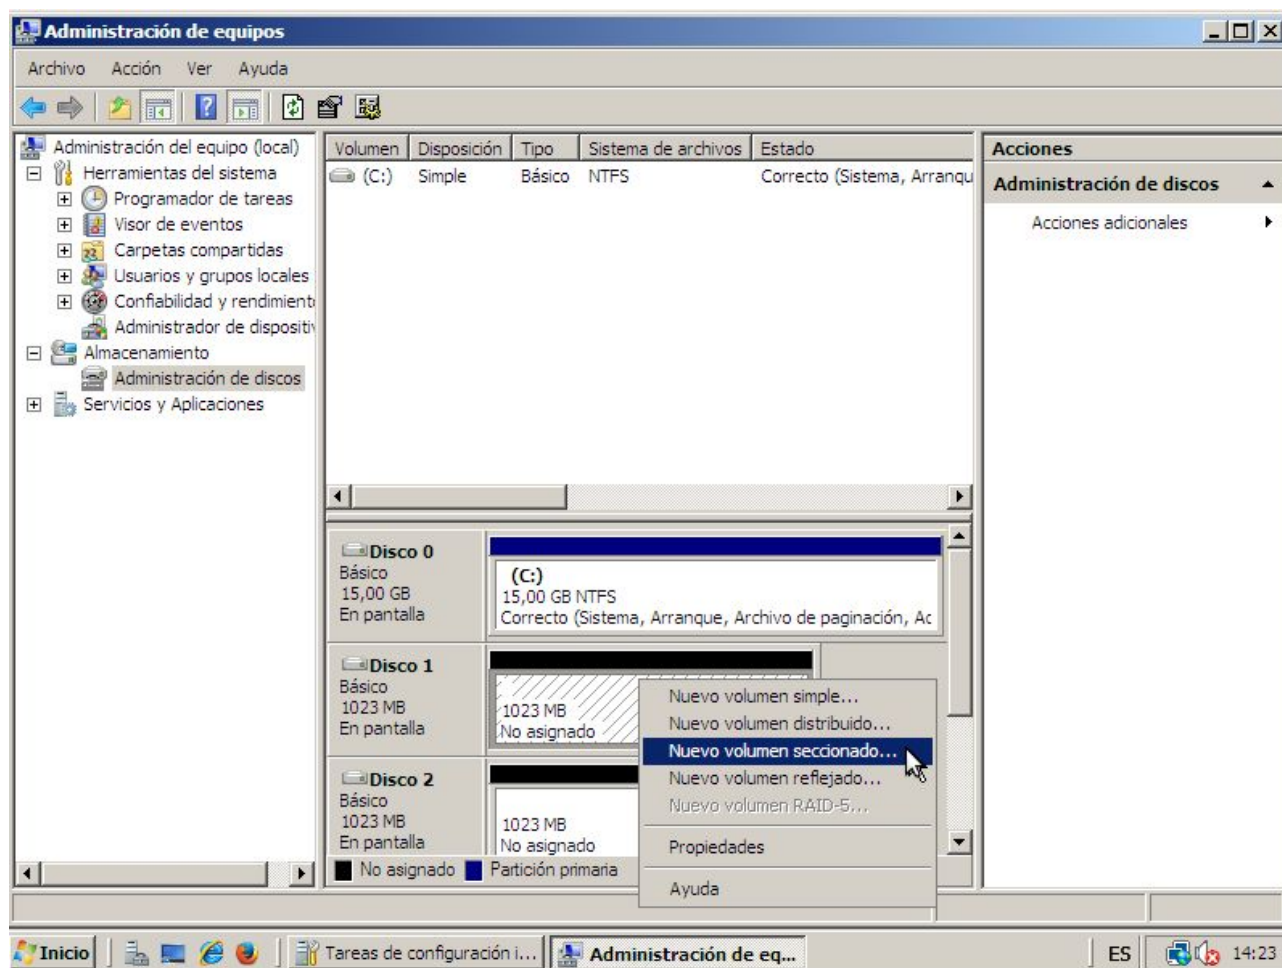 Administración de equipos
Archivo Acción Ver Ayuda
Administración del equipo (local)
Herramientas del sistema
Programador de tareas
Visor de eventos
Carpetas compartidas
Usuarios y grupos locales
Confiabilidad y rendimient
Administrador de dispositiv
Almacenamiento
Administración de discos
Servicios y Aplicaciones
Volumen Disposición Tipo Sistema de archivos Estado
(C:) Simple Básico NTFS Correcto (Sistema, Arranqu
Acciones
Administración de discos
Acciones adicionales
Disco 0
Básico
15,00 GB
En pantalla
(C:)
15,00 GB NTFS
Correcto (Sistema, Arranque, Archivo de paginación, Ac
Disco 1
Básico
1023 MB
En pantalla
1023 MB
No asignado
Disco 2
Básico
1023 MB
En pantalla
1023 MB
No asignado
No asignado Partición primaria
Nuevo volumen simple...
Nuevo volumen distribuido...
Nuevo volumen seccionado...
Nuevo volumen reflejado...
Nuevo volumen RAID-5...
Propiedades
Ayuda
Inicio Tareas de configuración i... Administración de eq... ES 14:23